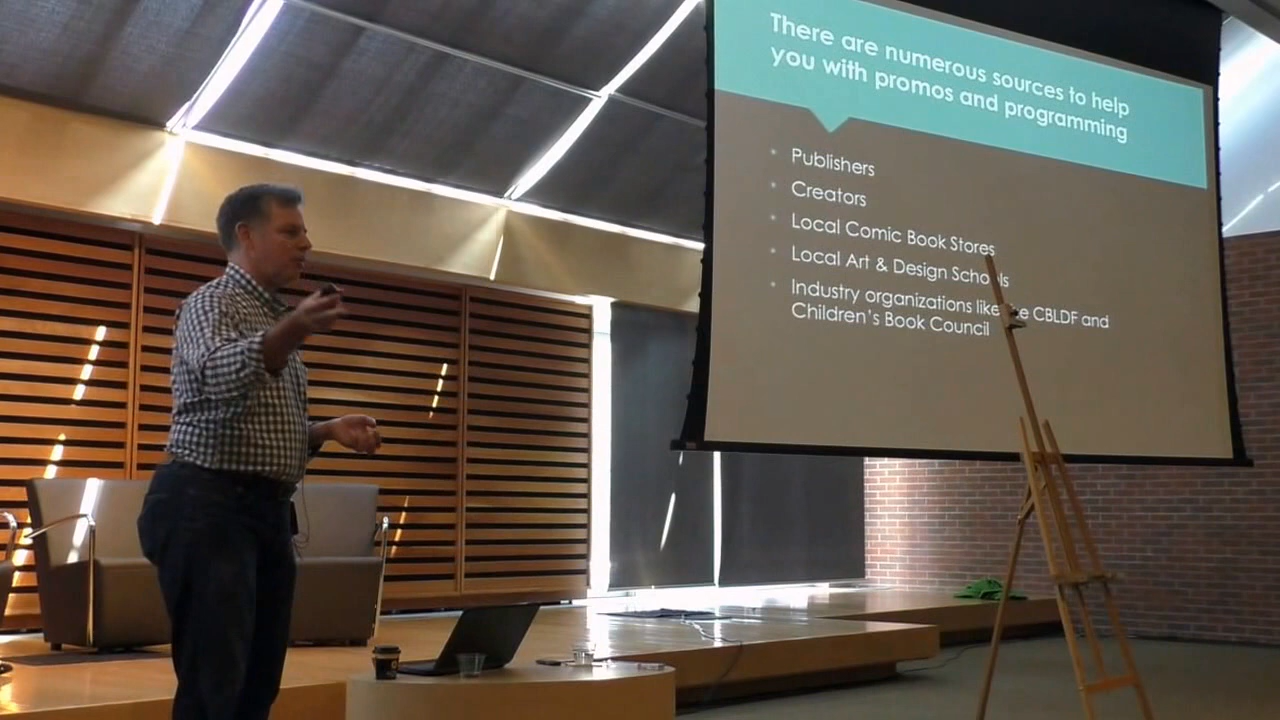 There are numerous sources to help
you with promos and programming
Publishers
Creators
Local Comic Book Stores
Local Art & Design Schools
Industry organizations like CBLDF and
Children's Book Council